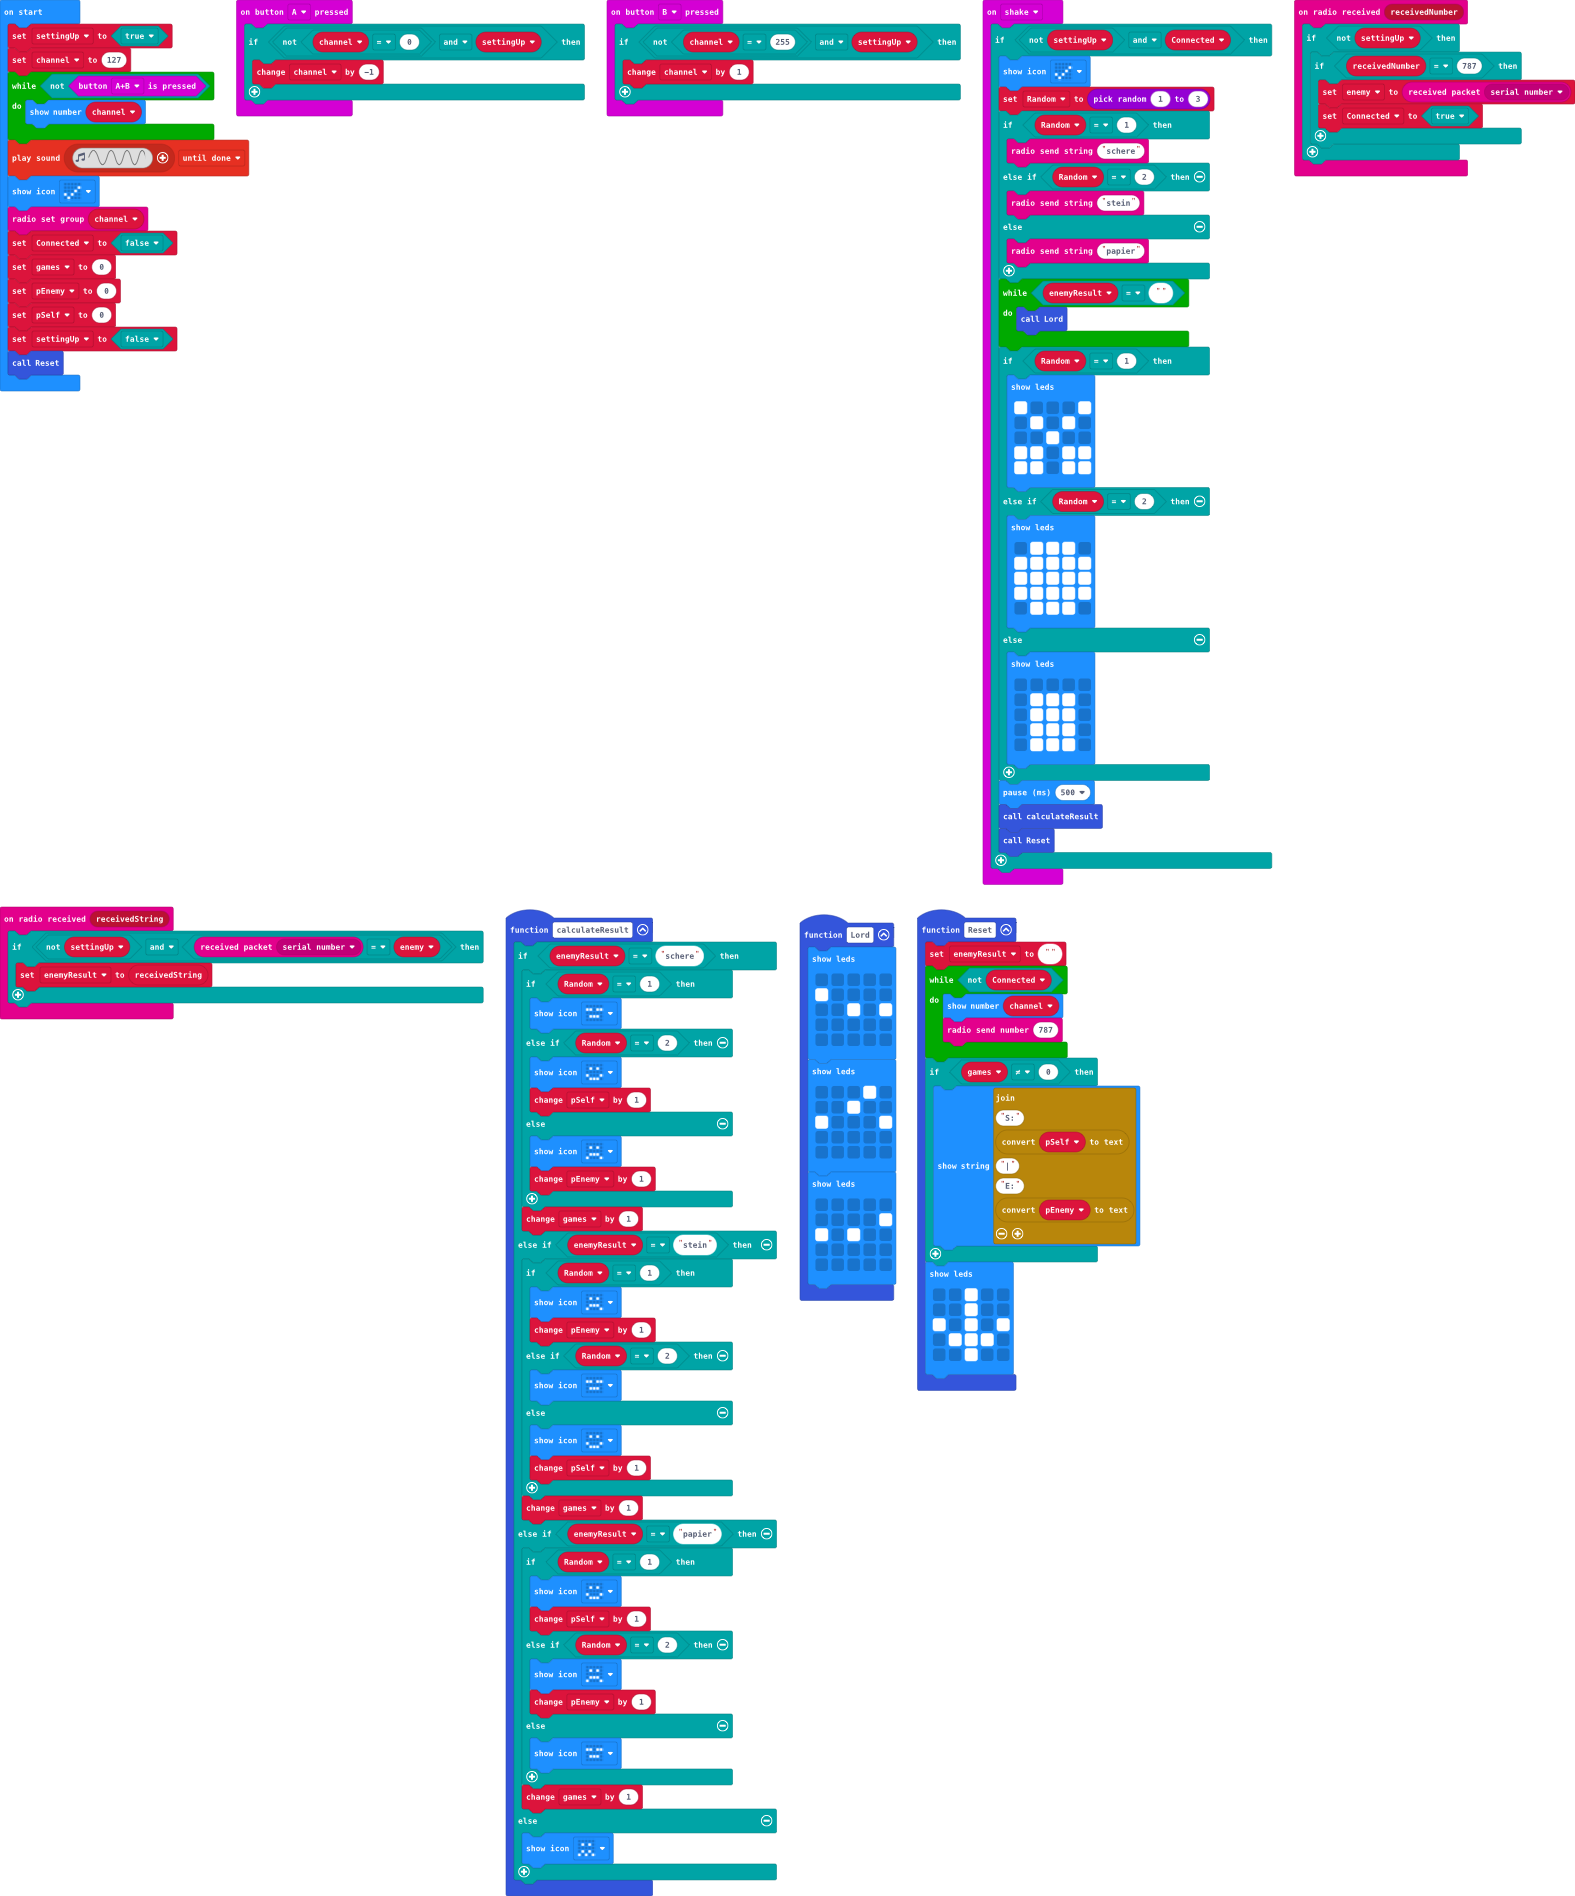 on start
set settingUp to true
set channel to 127
while not button A+B is pressed
do
show number channel
play sound until done
show icon
radio set group channel
set Connected to false
set games to 0
set pEnemy to 0
set pSelf to 0
set settingUp to false
call Reset
on button A pressed
if not channel = 0 and settingUp then
change channel by -1
on button B pressed
if not channel = 255 and settingUp then
change channel by 1
on shake
if not settingUp and Connected then
show icon
set Random to pick random 1 to 3
if Random = 1 then
radio send string "schere"
else if Random = 2 then
radio send string "stein"
else
radio send string "papier"
while enemyResult = ""
do
call Lord
if Random = 1 then
show leds
else if Random = 2 then
show leds
else
show leds
pause (ms) 500
call calculateResult
call Reset
on radio received receivedNumber
if not settingUp then
if receivedNumber = 787 then
set enemy to received packet serial number
set Connected to true
on radio received receivedString
if not settingUp and received packet serial number = enemy then
set enemyResult to receivedString
function calculateResult
if enemyResult = "schere" then
if Random = 1 then
show icon
else if Random = 2 then
show icon
change pSelf by 1
else
show icon
change pEnemy by 1
change games by 1
else if enemyResult = "stein" then
if Random = 1 then
show icon
change pEnemy by 1
else if Random = 2 then
show icon
else
show icon
change pSelf by 1
change games by 1
else if enemyResult = "papier" then
if Random = 1 then
show icon
change pSelf by 1
else if Random = 2 then
show icon
change pEnemy by 1
else
show icon
change games by 1
else
show icon
function Lord
show leds
show leds
show leds
function Reset
set enemyResult to ""
while not Connected
do
show number channel
radio send number 787
if games ≠ 0 then
show string
join
"S:"
convert pSelf to text
"|"
"E:"
convert pEnemy to text
show leds